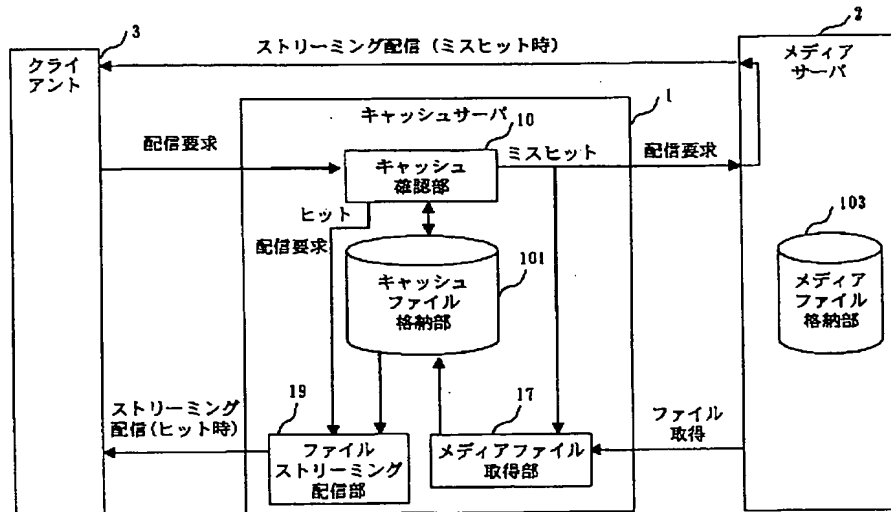 3
クライ
アント
ストリーミング配信(ミスヒット時)
2
メディア
サーバ
1
キャッシュサーバ
10
配信要求
キャッシュ
確認部
ミスヒット
配信要求
ヒット
配信要求
101
キャッシュ
ファイル
格納部
103
メディア
ファイル
格納部
ストリーミング
配信(ヒット時)
19
ファイル
ストリーミング
配信部
17
メディアファイル
取得部
ファイル
取得